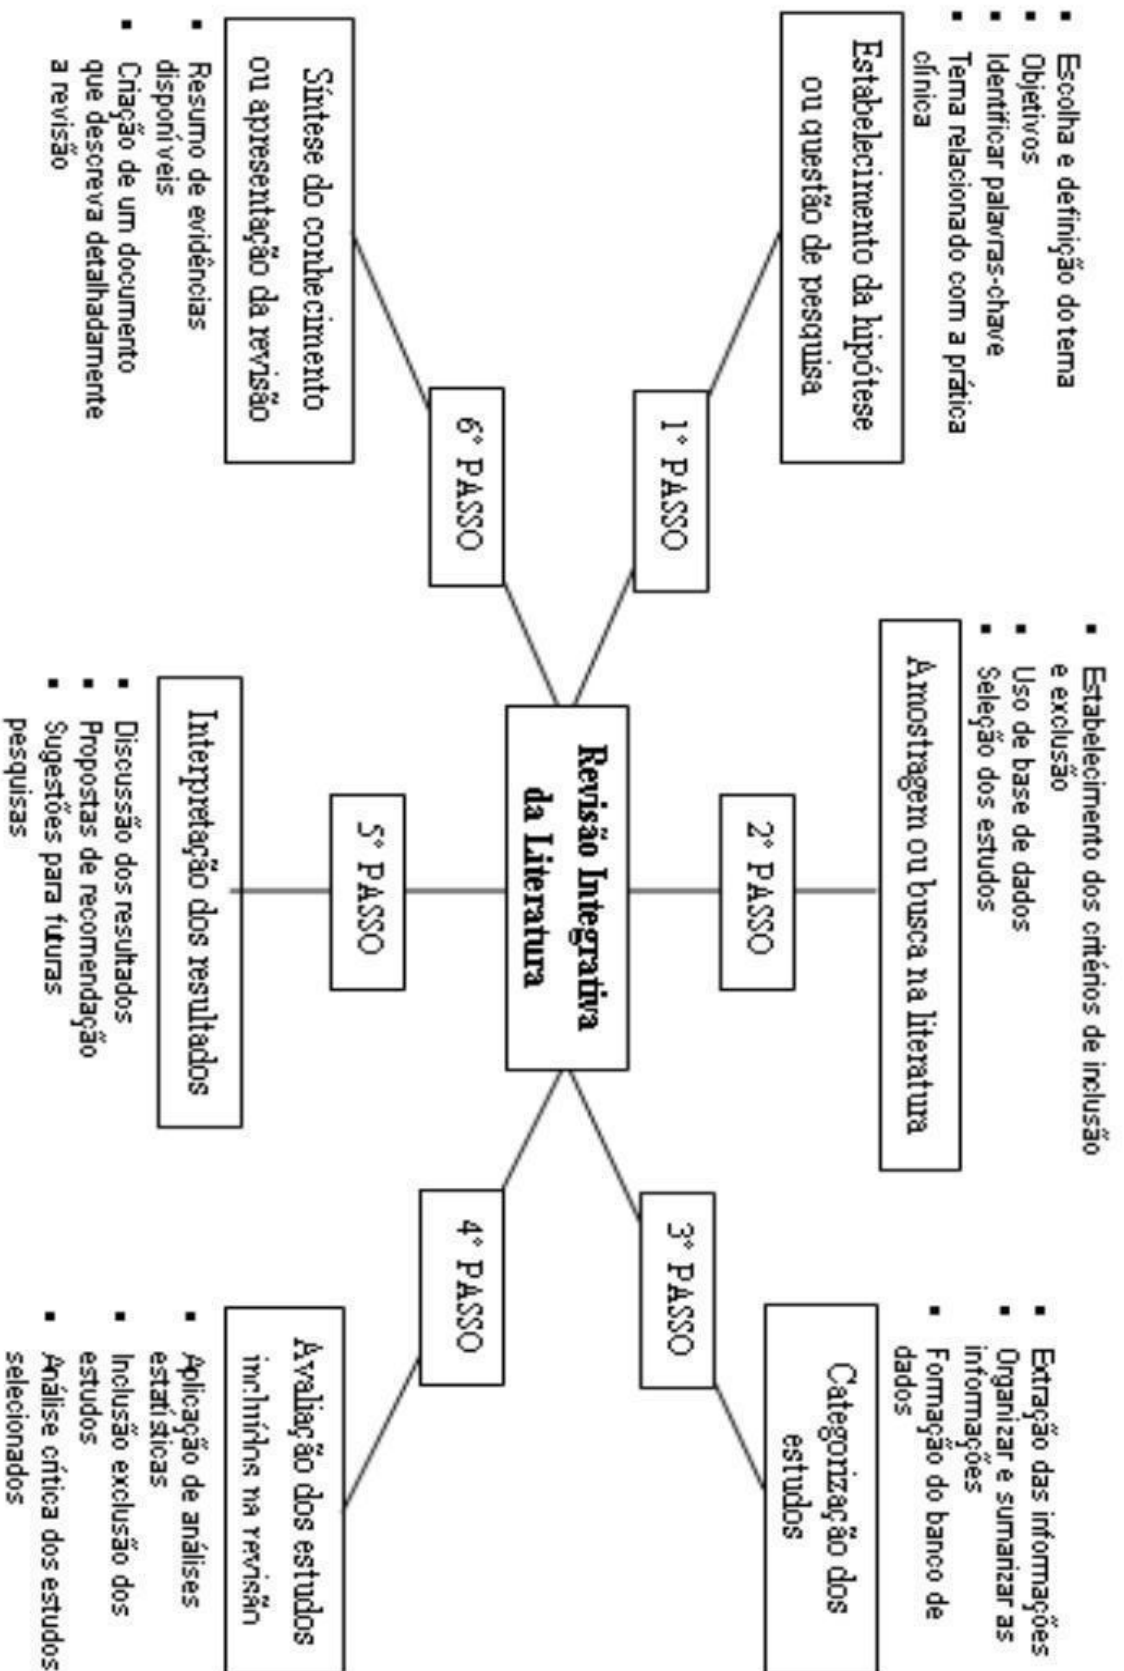 Escolha e definição do tema
Objetivos
Identificar palavras-chave
Tema relacionado com a prática
clínica
Estabelecimento da hipótese
ou questão de pesquisa
1° PASSO
Estabelecimento dos critérios de inclusão
e exclusão
Uso de base de dados
Seleção dos estudos
Amostragem ou busca na literatura
2° PASSO
Extração das informações
Organizar e sumarizar as
informações
Formação do banco de
dados
Categorização dos
estudos
3° PASSO
Revisão Integrativa
da Literatura
6° PASSO
Síntese do conhecimento
ou apresentação da revisão
Resumo de evidências
disponíveis
Criação de um documento
que descreva detalhadamente
a revisão
5° PASSO
Interpretação dos resultados
Discussão dos resultados
Propostas de recomendação
Sugestões para futuras
pesquisas
4° PASSO
Avaliação dos estudos
incluídos na revisão
Aplicação de análises
estatísticas
Inclusão exclusão dos
estudos
Análise crítica dos estudos
selecionados